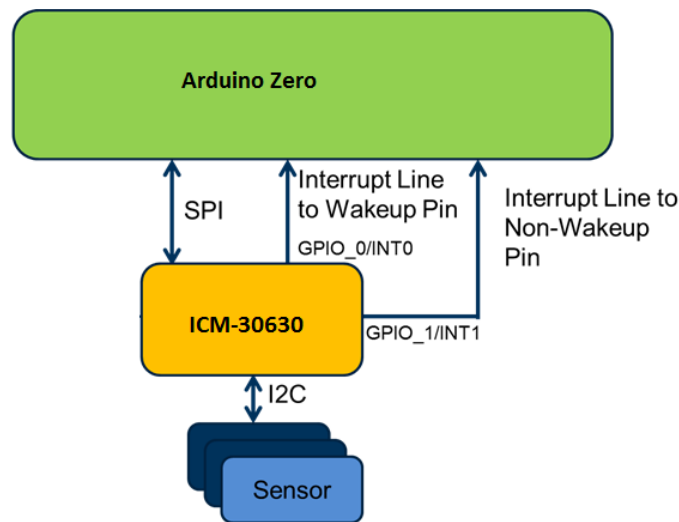 Arduino Zero
SPI
Interrupt Line
to Wakeup Pin
GPIO_0/INT0
Interrupt Line to
Non-Wakeup
Pin
ICM-30630
GPIO_1/INT1
I2C
Sensor